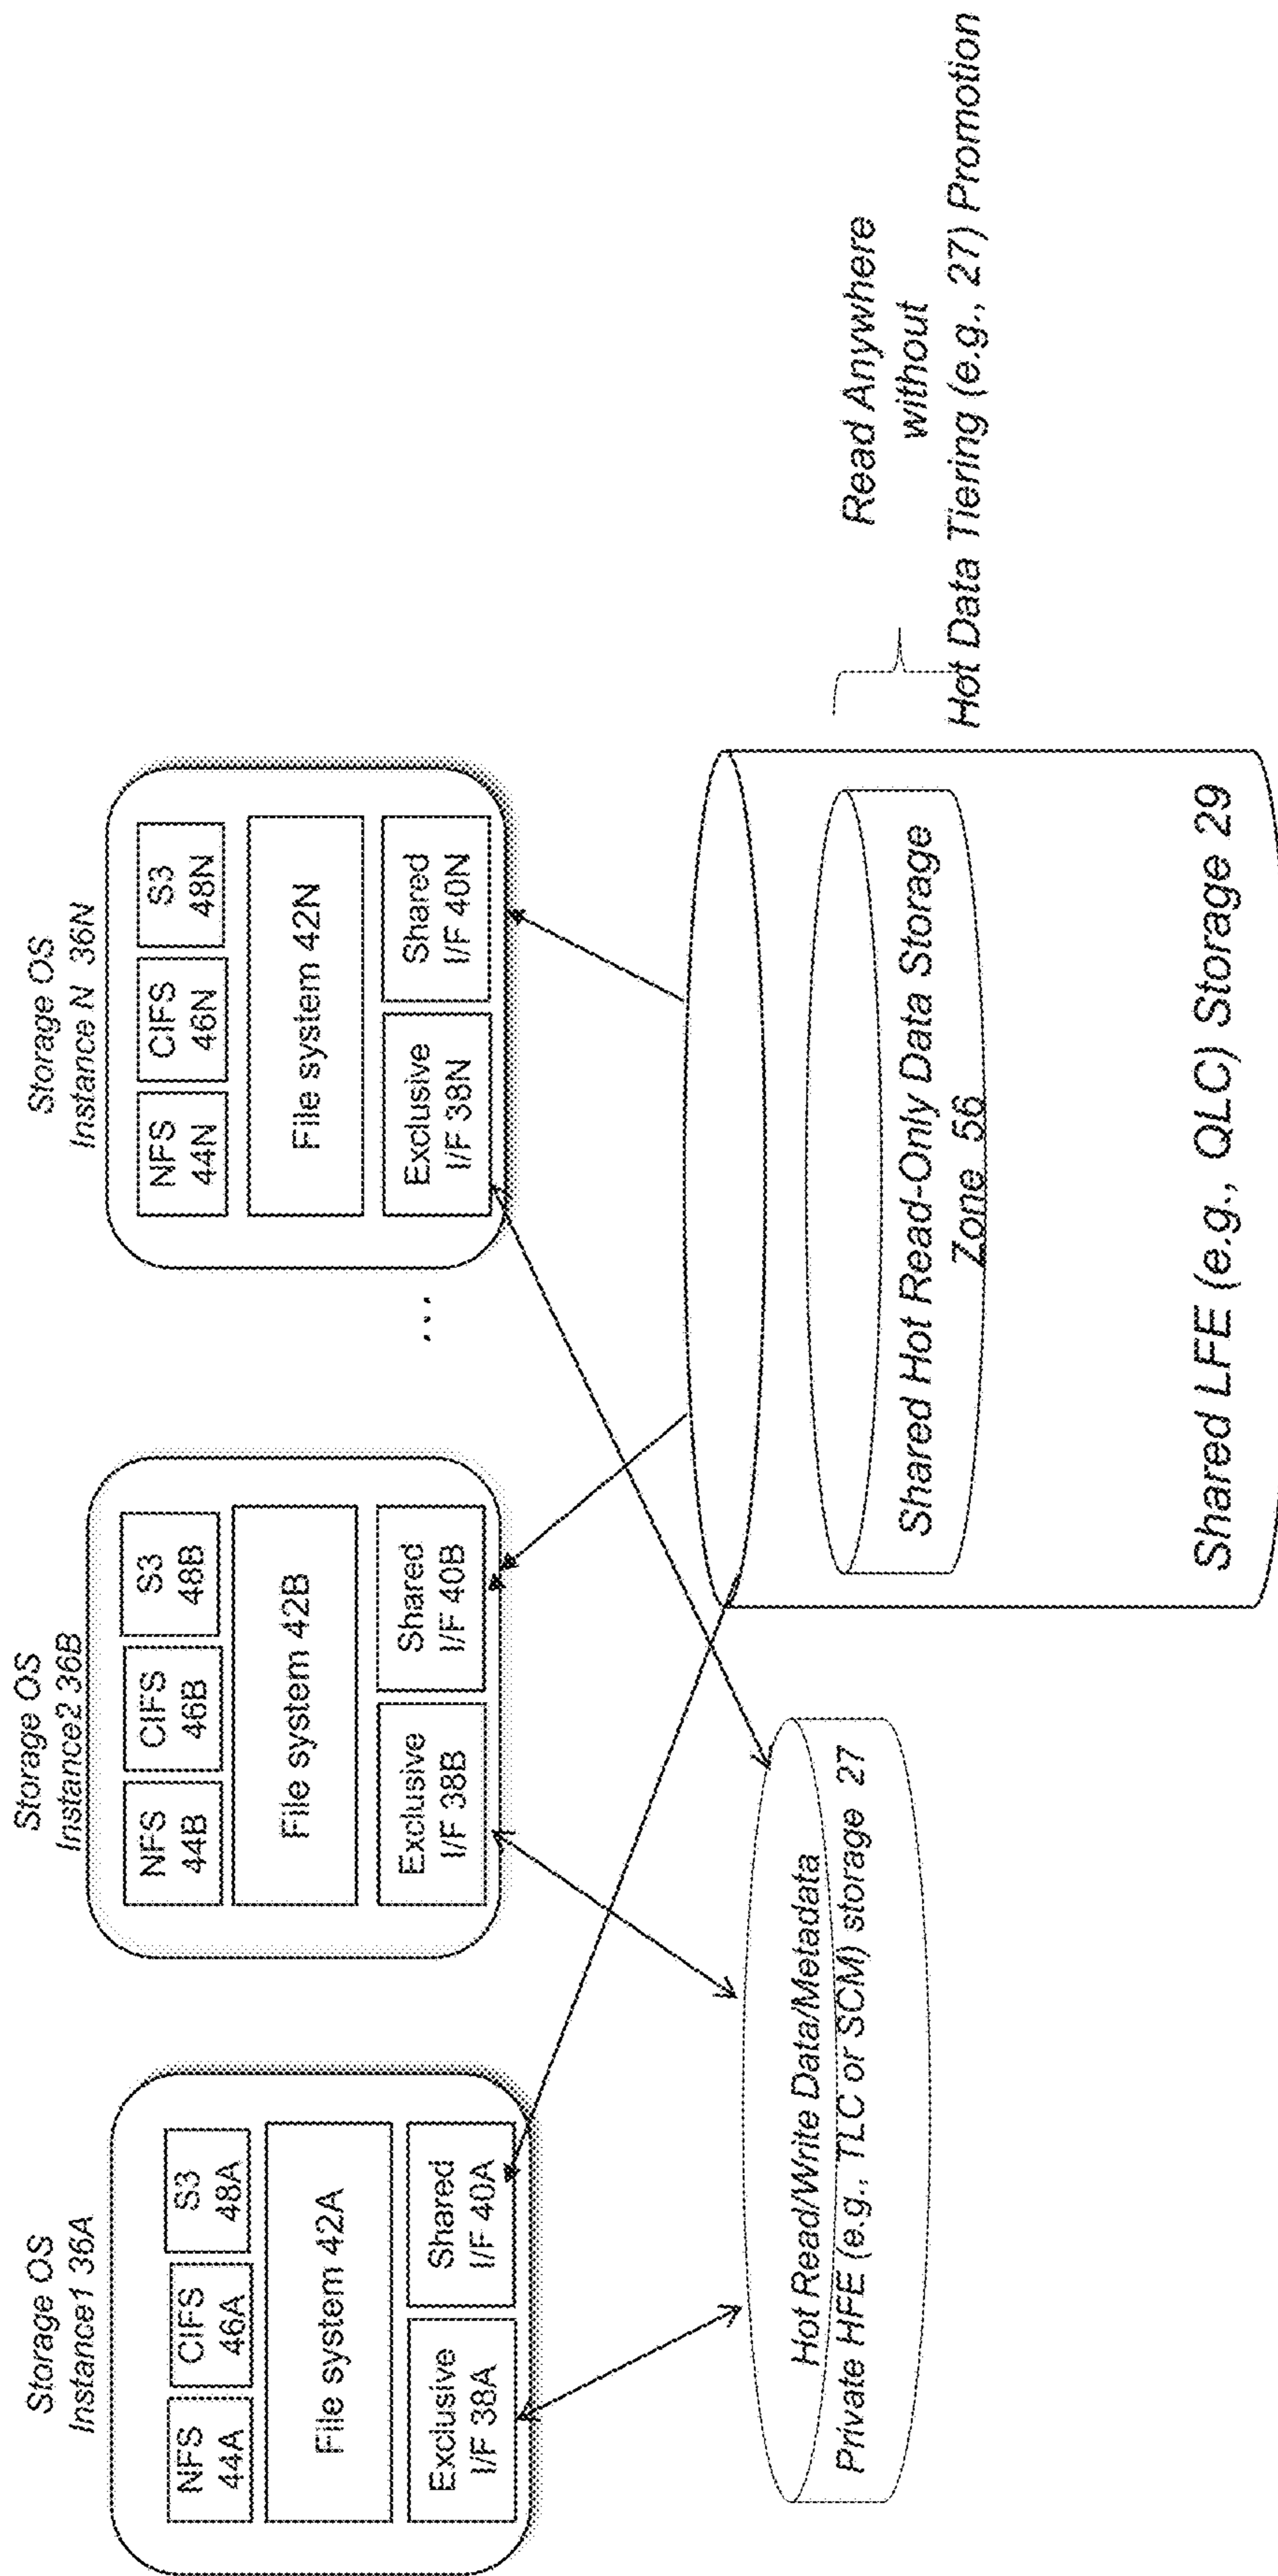 Storage OS
Instance1 36A
NFS
44A
CIFS
46A
S3
48A
File system 42A
Exclusive
I/F 38A
Shared
I/F 40A
Storage OS
Instance2 36B
NFS
44B
CIFS
46B
S3
48B
File system 42B
Exclusive
I/F 38B
Shared
I/F 40B
...
Storage OS
Instance N 36N
NFS
44N
CIFS
46N
S3
48N
File system 42N
Exclusive
I/F 38N
Shared
I/F 40N
Hot Read/Write Data/Metadata
Private HFE (e.g., TLC or SCM) storage 27
Shared Hot Read-Only Data Storage
Zone 56
Shared LFE (e.g., QLC) Storage 29
Read Anywhere
without
Hot Data Tiering (e.g., 27) Promotion